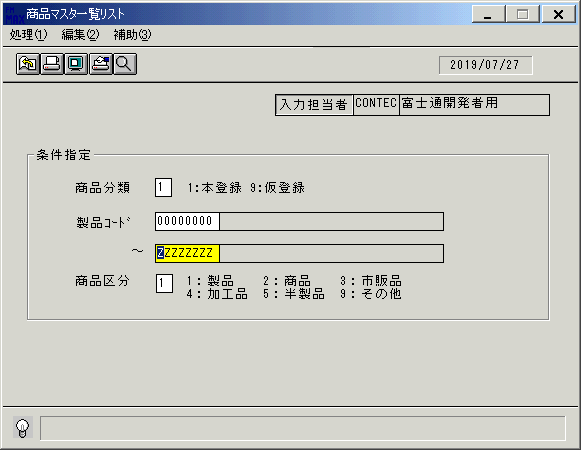 商品マスター覧リスト
処理(1) 編集(2) 補助(3)
2019/07/27
入力担当者 CONTEC 富士通開発者用
条件指定
商品分類 1 1:本登録 9:仮登録
製品ｺｰﾄﾞ 00000000
～ ZZZZZZZZ
商品区分 1 1：製品 2：商品 3：市販品
4：加工品 5：半製品 9：その他